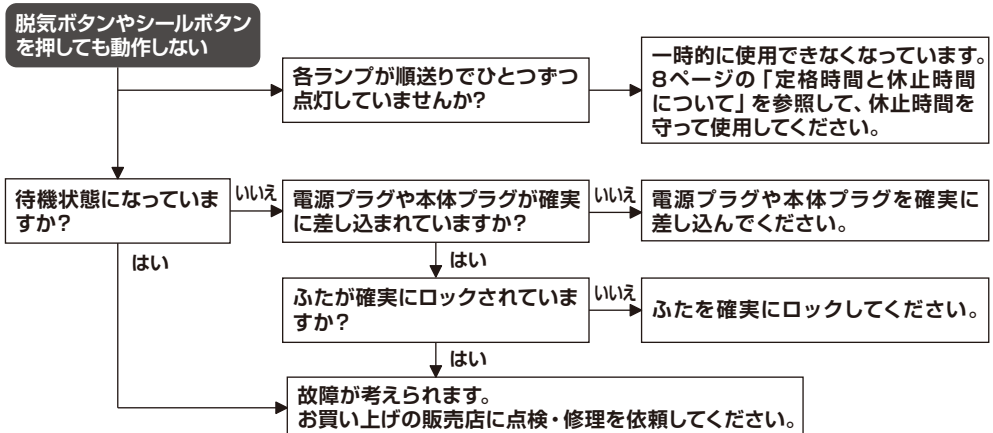 脱気ボタンやシールボタン
を押しても動作しない
各ランプが順送りでひとつずつ
点灯していませんか?
一時的に使用できなくなっています。
8ページの「定格時間と休止時間
について」を参照して、休止時間を
守って使用してください。
待機状態になっていま
すか?
いいえ
電源プラグや本体プラグが確実
に差し込まれていますか?
いいえ
電源プラグや本体プラグを確実に
差し込んでください。
はい
はい
ふたが確実にロックされていま
すか?
いいえ
ふたを確実にロックしてください。
はい
故障が考えられます。
お買い上げの販売店に点検・修理を依頼してください。